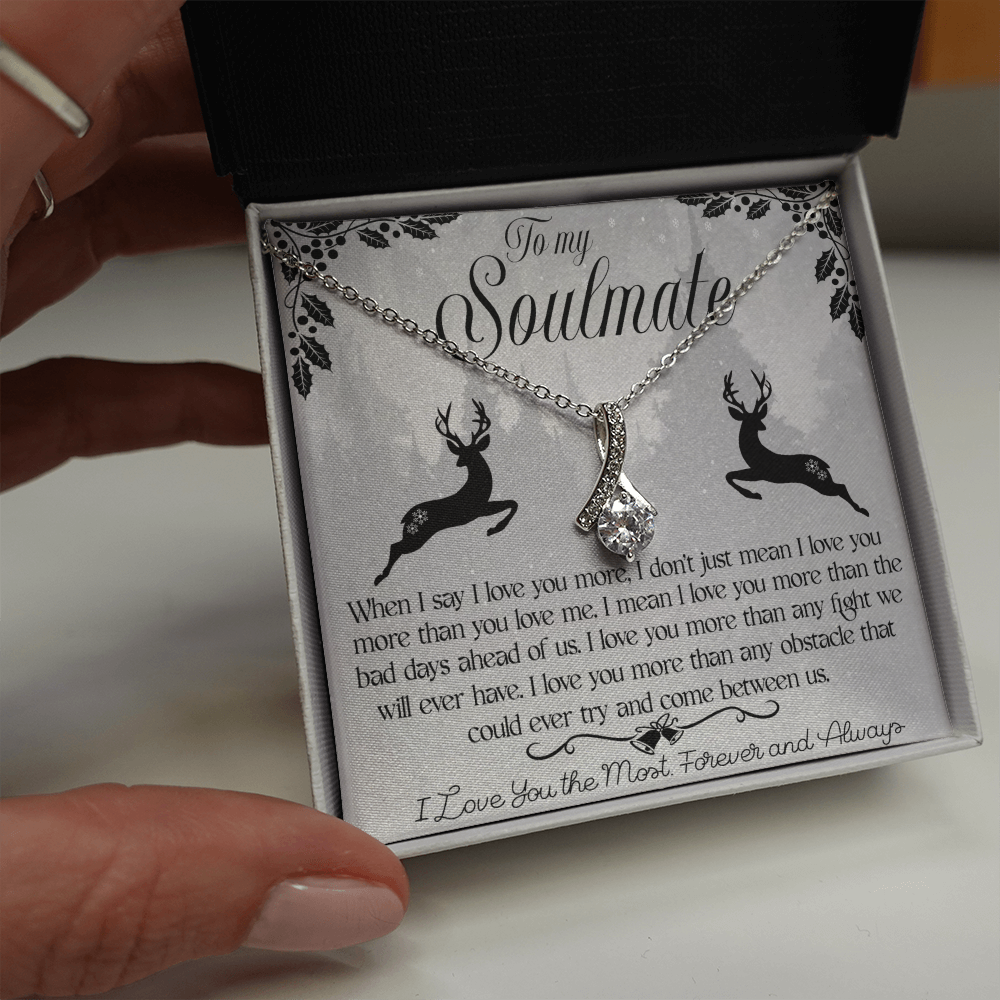 To my
Soulmate
When I say I love you more, I don't just mean I love you
more than you love me. I mean I love you more than the
bad days ahead of us. I love you more than any fight we
will ever have. I love you more than any obstacle that
could ever try and come between us.
I Love You the Most. Forever and Always